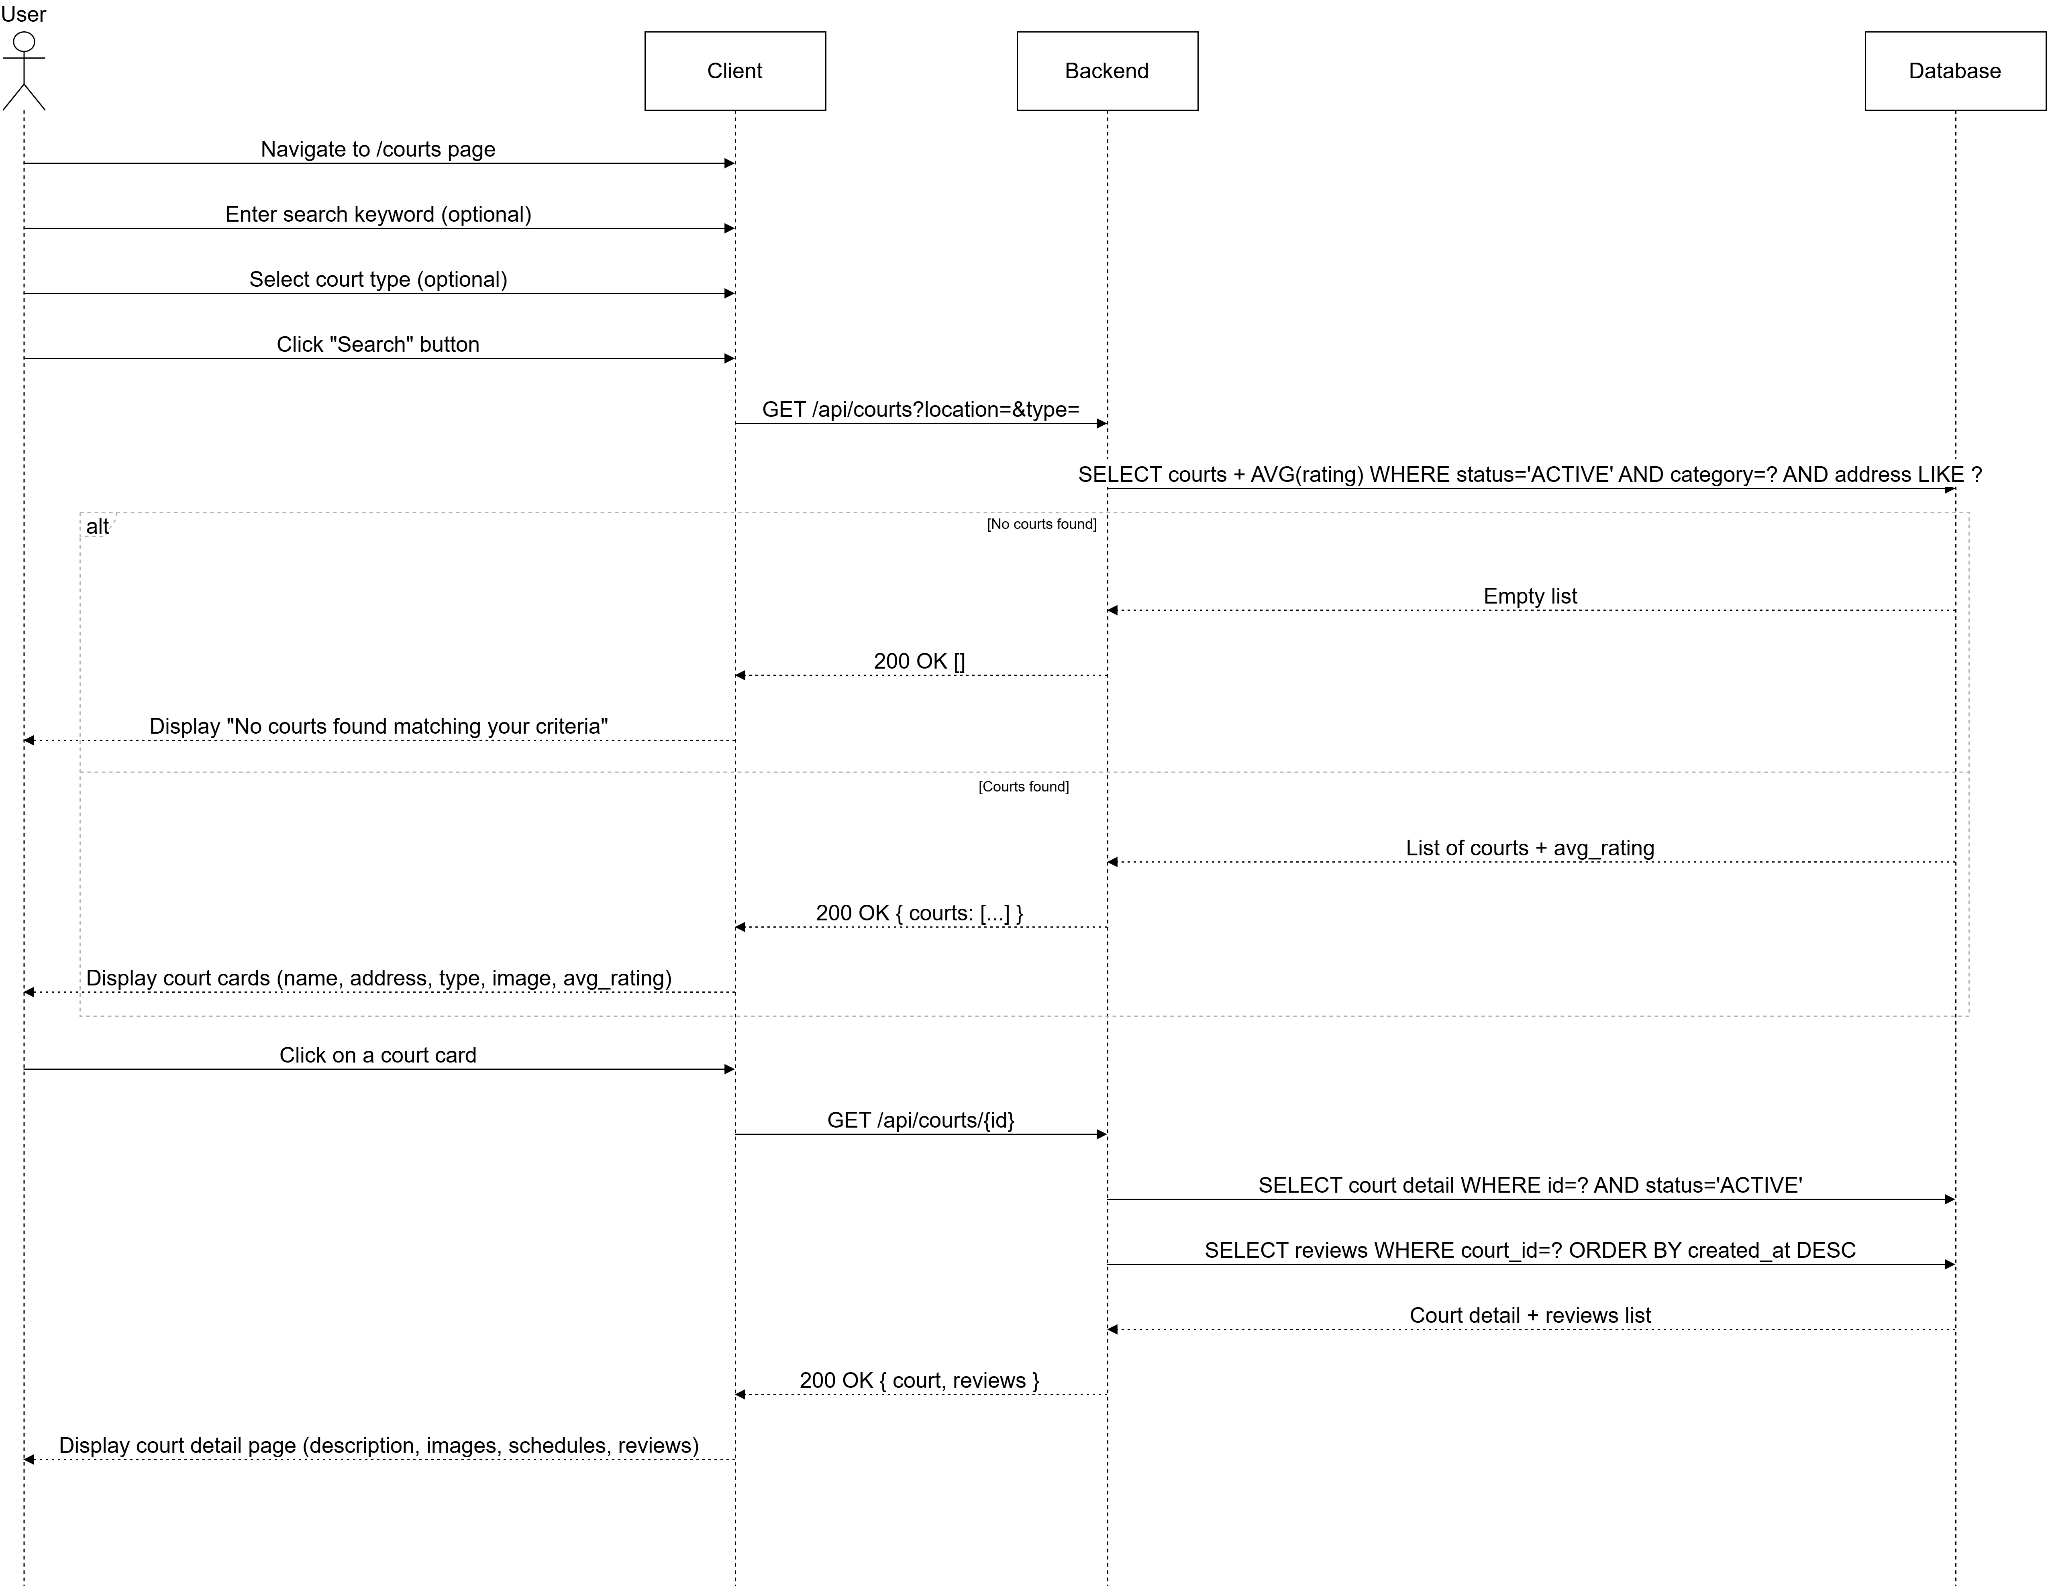 User
Client
Backend
Database
Navigate to /courts page
Enter search keyword (optional)
Select court type (optional)
Click "Search" button
GET /api/courts?location=&type=
SELECT courts + AVG(rating) WHERE status='ACTIVE' AND category=? AND address LIKE ?
alt
[No courts found]
Empty list
200 OK []
Display "No courts found matching your criteria"
[Courts found]
List of courts + avg_rating
200 OK { courts: [...] }
Display court cards (name, address, type, image, avg_rating)
Click on a court card
GET /api/courts/{id}
SELECT court detail WHERE id=? AND status='ACTIVE'
SELECT reviews WHERE court_id=? ORDER BY created_at DESC
Court detail + reviews list
200 OK { court, reviews }
Display court detail page (description, images, schedules, reviews)